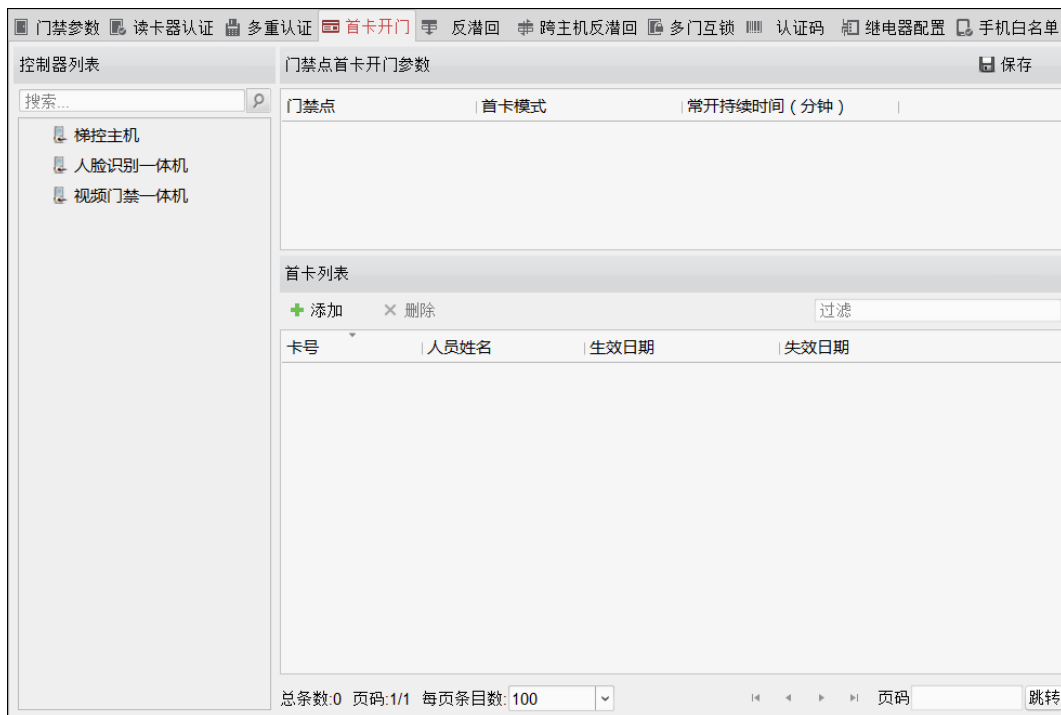 门禁参数 读卡器认证 多重认证 首卡开门 反潜回 跨主机反潜回 多门互锁 认证码 继电器配置 手机白名单
控制器列表
搜索...
梯控主机
人脸识别一体机
视频门禁一体机
门禁点首卡开门参数 保存
门禁点 首卡模式 常开持续时间（分钟）
首卡列表
添加 删除 过滤
卡号 人员姓名 生效日期 失效日期
总条数:0 页码:1/1 每页条目数: 100 页码 跳转